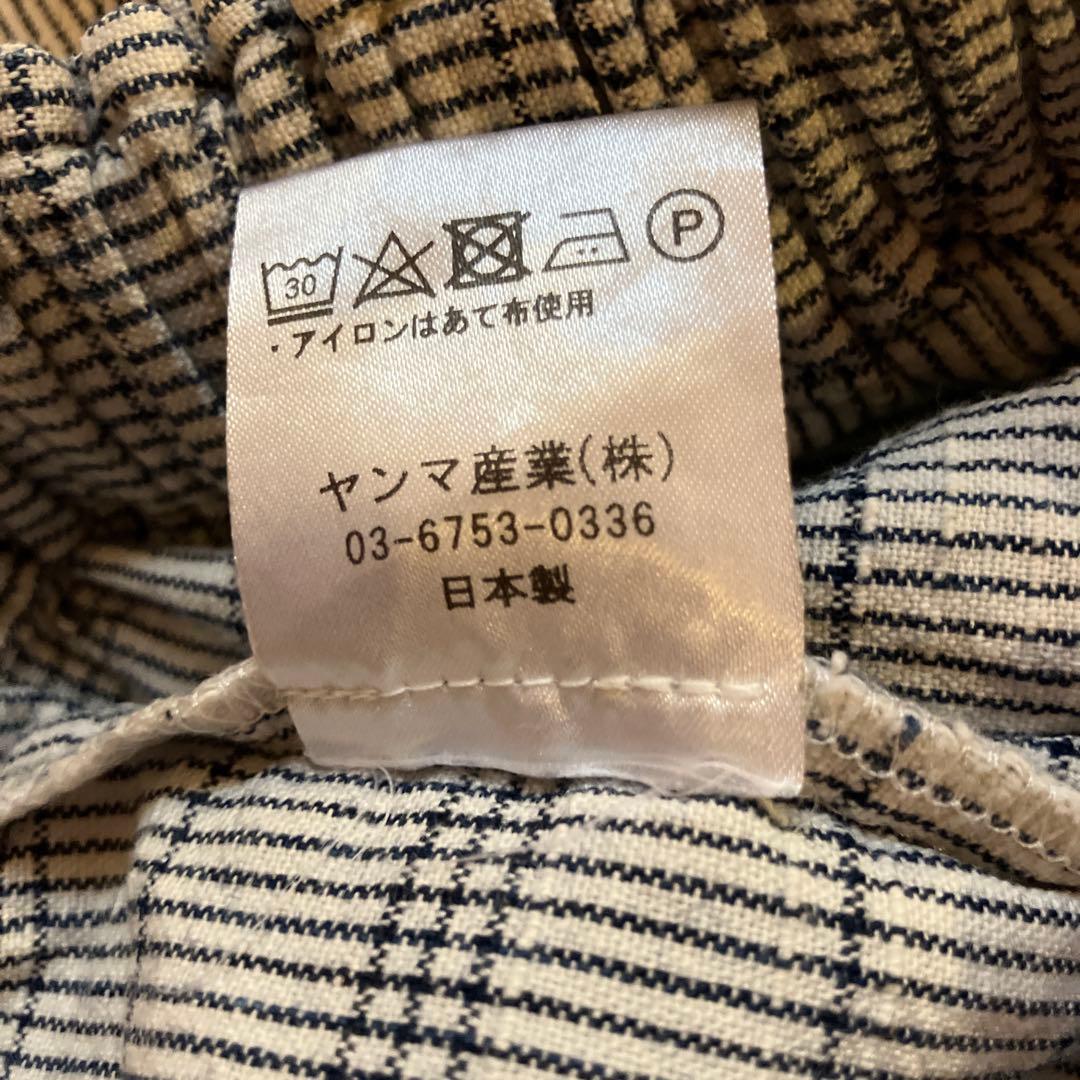 30 P
・アイロンはあて布使用
ヤンマ産業(株)
03-6753-0336
日本製